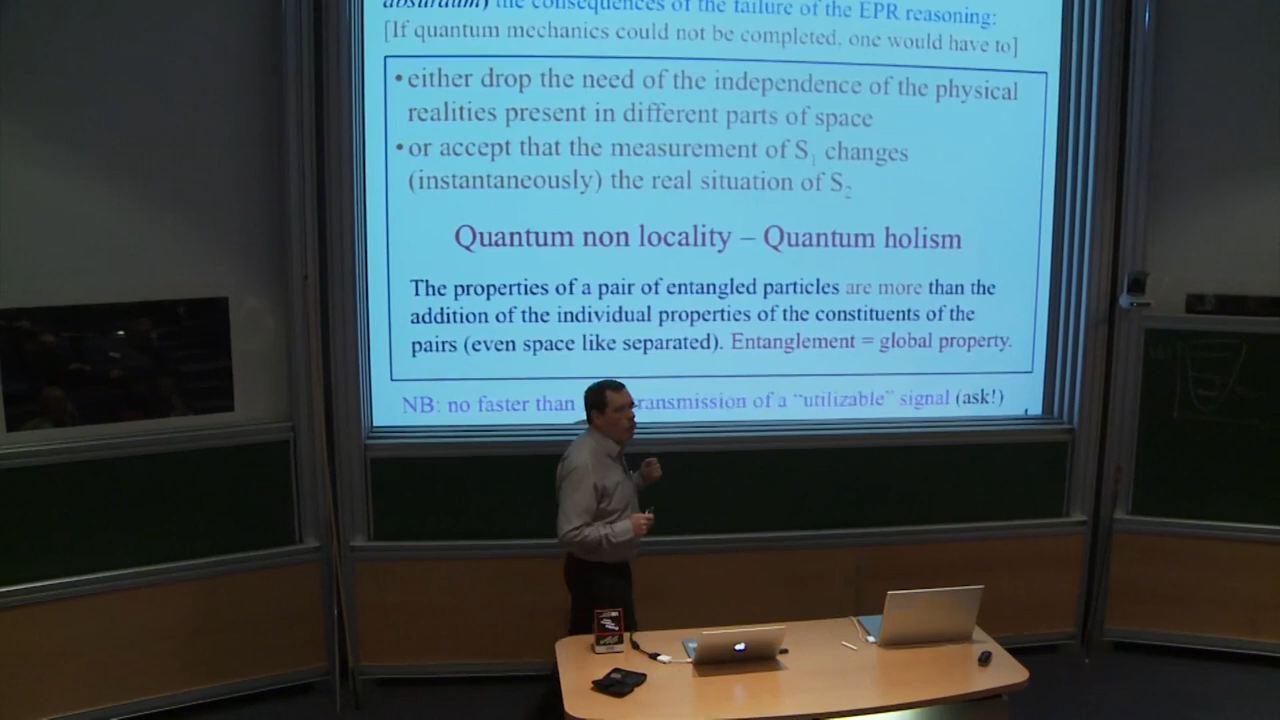 absurdum) the consequences of the failure of the EPR reasoning:
[If quantum mechanics could not be completed, one would have to]
• either drop the need of the independence of the physical
realities present in different parts of space
• or accept that the measurement of S₁ changes
(instantaneously) the real situation of S₂
Quantum non locality – Quantum holism
The properties of a pair of entangled particles are more than the
addition of the individual properties of the constituents of the
pairs (even space like separated). Entanglement = global property.
NB: no faster than ransmission of a “utilizable” signal (ask!)